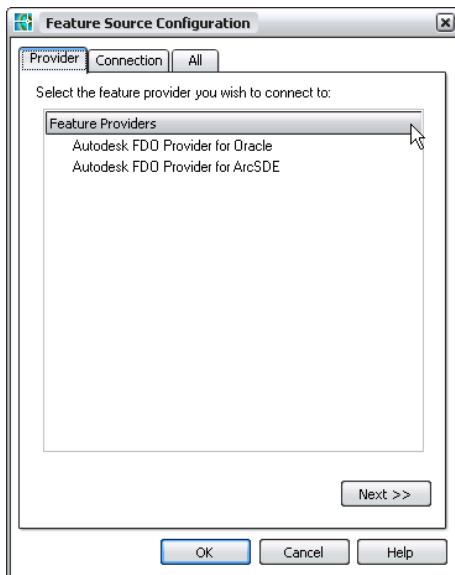 Feature Source Configuration
Provider Connection All
Select the feature provider you wish to connect to:
Feature Providers
Autodesk FDO Provider for Oracle
Autodesk FDO Provider for ArcSDE
Next >>
OK Cancel Help